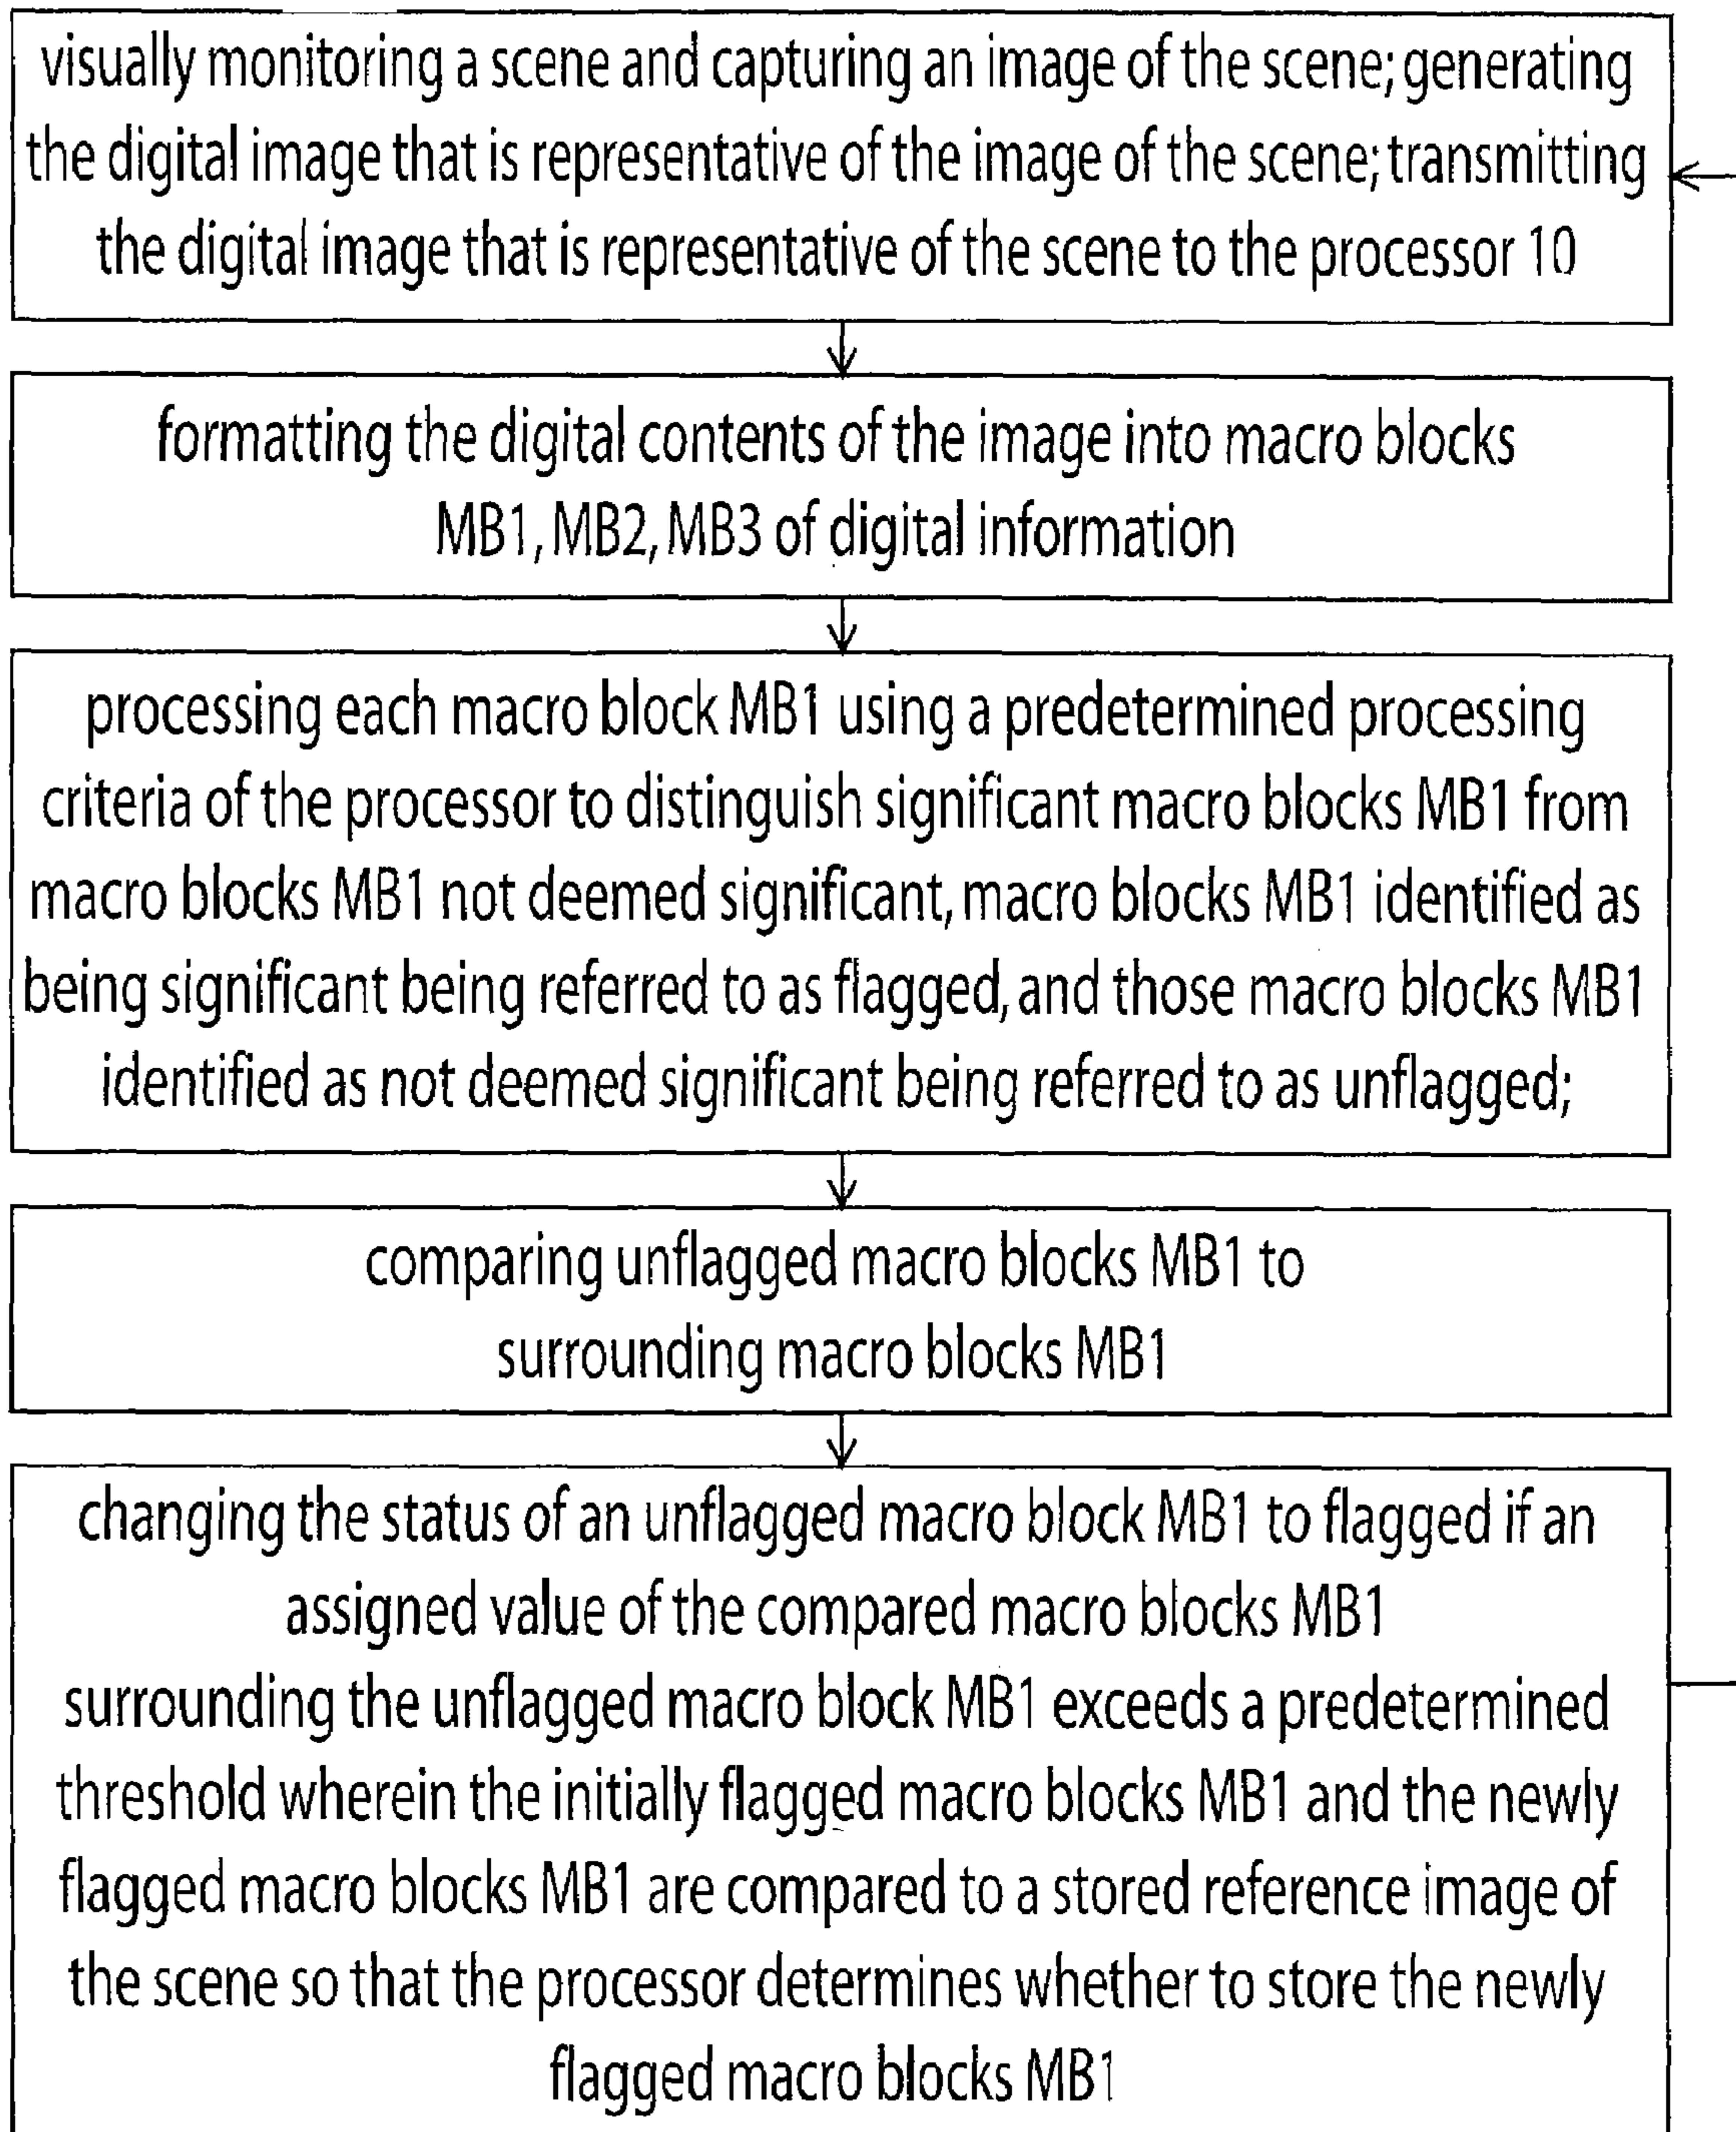 visually monitoring a scene and capturing an image of the scene; generating
the digital image that is representative of the image of the scene; transmitting
the digital image that is representative of the scene to the processor 10
formatting the digital contents of the image into macro blocks
MB1, MB2, MB3 of digital information
processing each macro block MB1 using a predetermined processing
criteria of the processor to distinguish significant macro blocks MB1 from
macro blocks MB1 not deemed significant, macro blocks MB1 identified as
being significant being referred to as flagged, and those macro blocks MB1
identified as not deemed significant being referred to as unflagged;
comparing unflagged macro blocks MB1 to
surrounding macro blocks MB1
changing the status of an unflagged macro block MB1 to flagged if an
assigned value of the compared macro blocks MB1
surrounding the unflagged macro block MB1 exceeds a predetermined
threshold wherein the initially flagged macro blocks MB1 and the newly
flagged macro blocks MB1 are compared to a stored reference image of
the scene so that the processor determines whether to store the newly
flagged macro blocks MB1